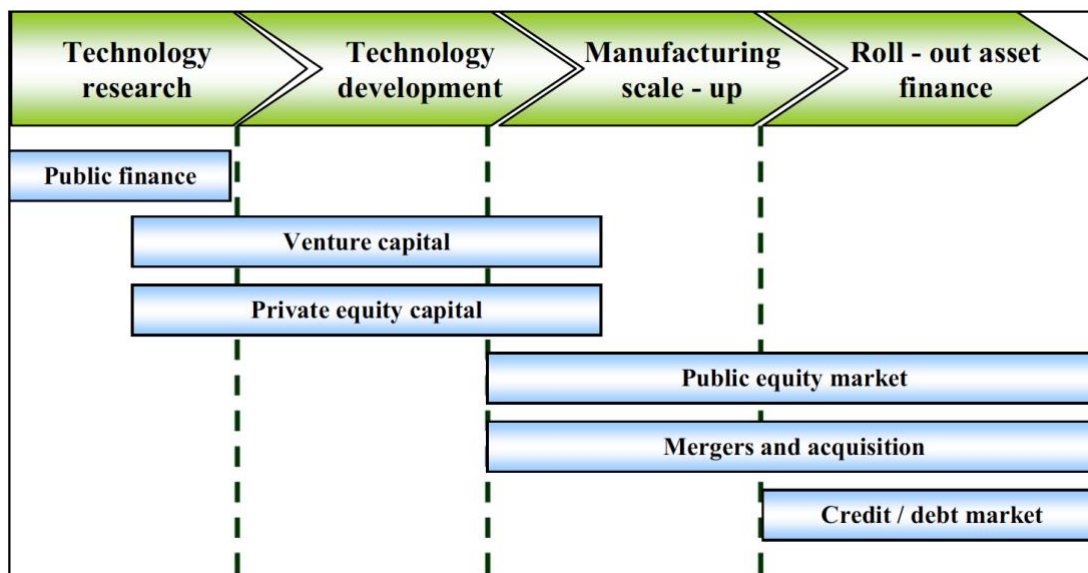 Technology
research
Technology
development
Manufacturing
scale - up
Roll - out asset
finance
Public finance
Venture capital
Private equity capital
Public equity market
Mergers and acquisition
Credit / debt market